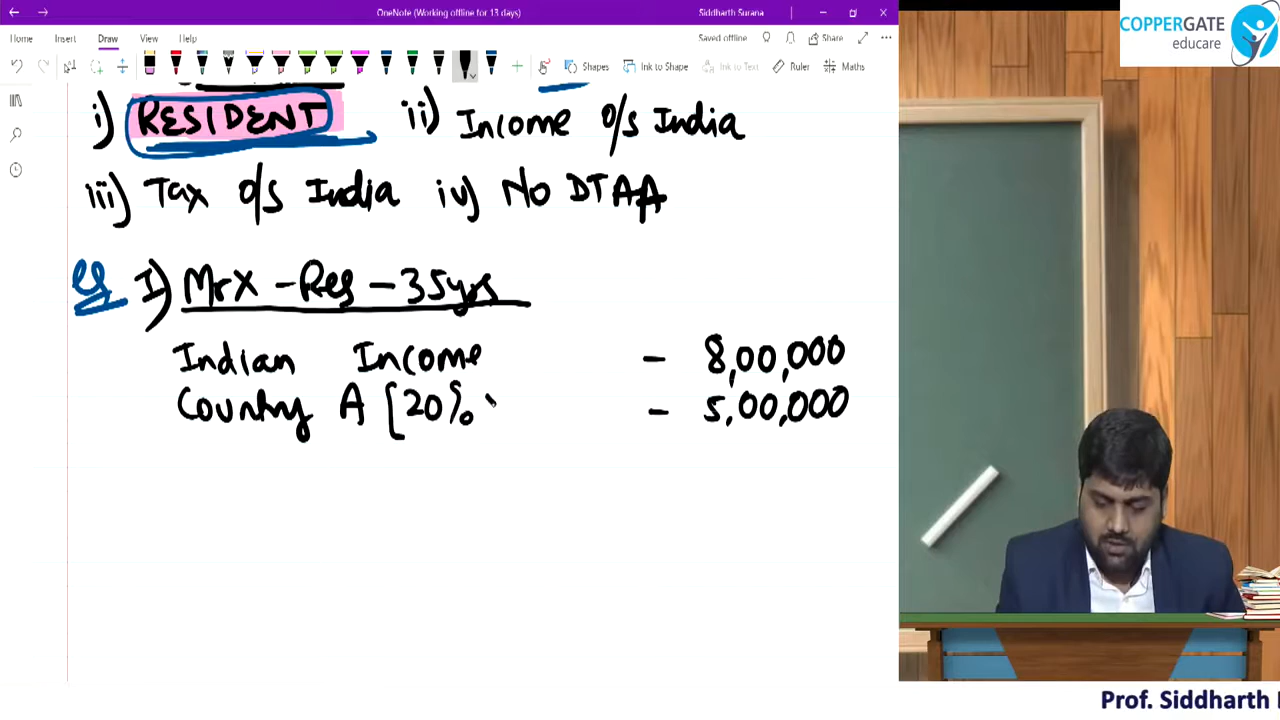 OneNote (Working offline for 13 days)
Siddharth Surana
Home Insert Draw View Help
Saved offline
Share
Shapes
Ink to Shape
Ink to Text
Ruler
Maths
COPPERGATE
educare
i) RESIDENT ii) Income o/s India
iii) Tax o/s India iv) No DTAA
eg I) Mr X - Res - 35 yrs
Indian Income - 8,00,000
Country A [20% - 5,00,000
Prof. Siddharth